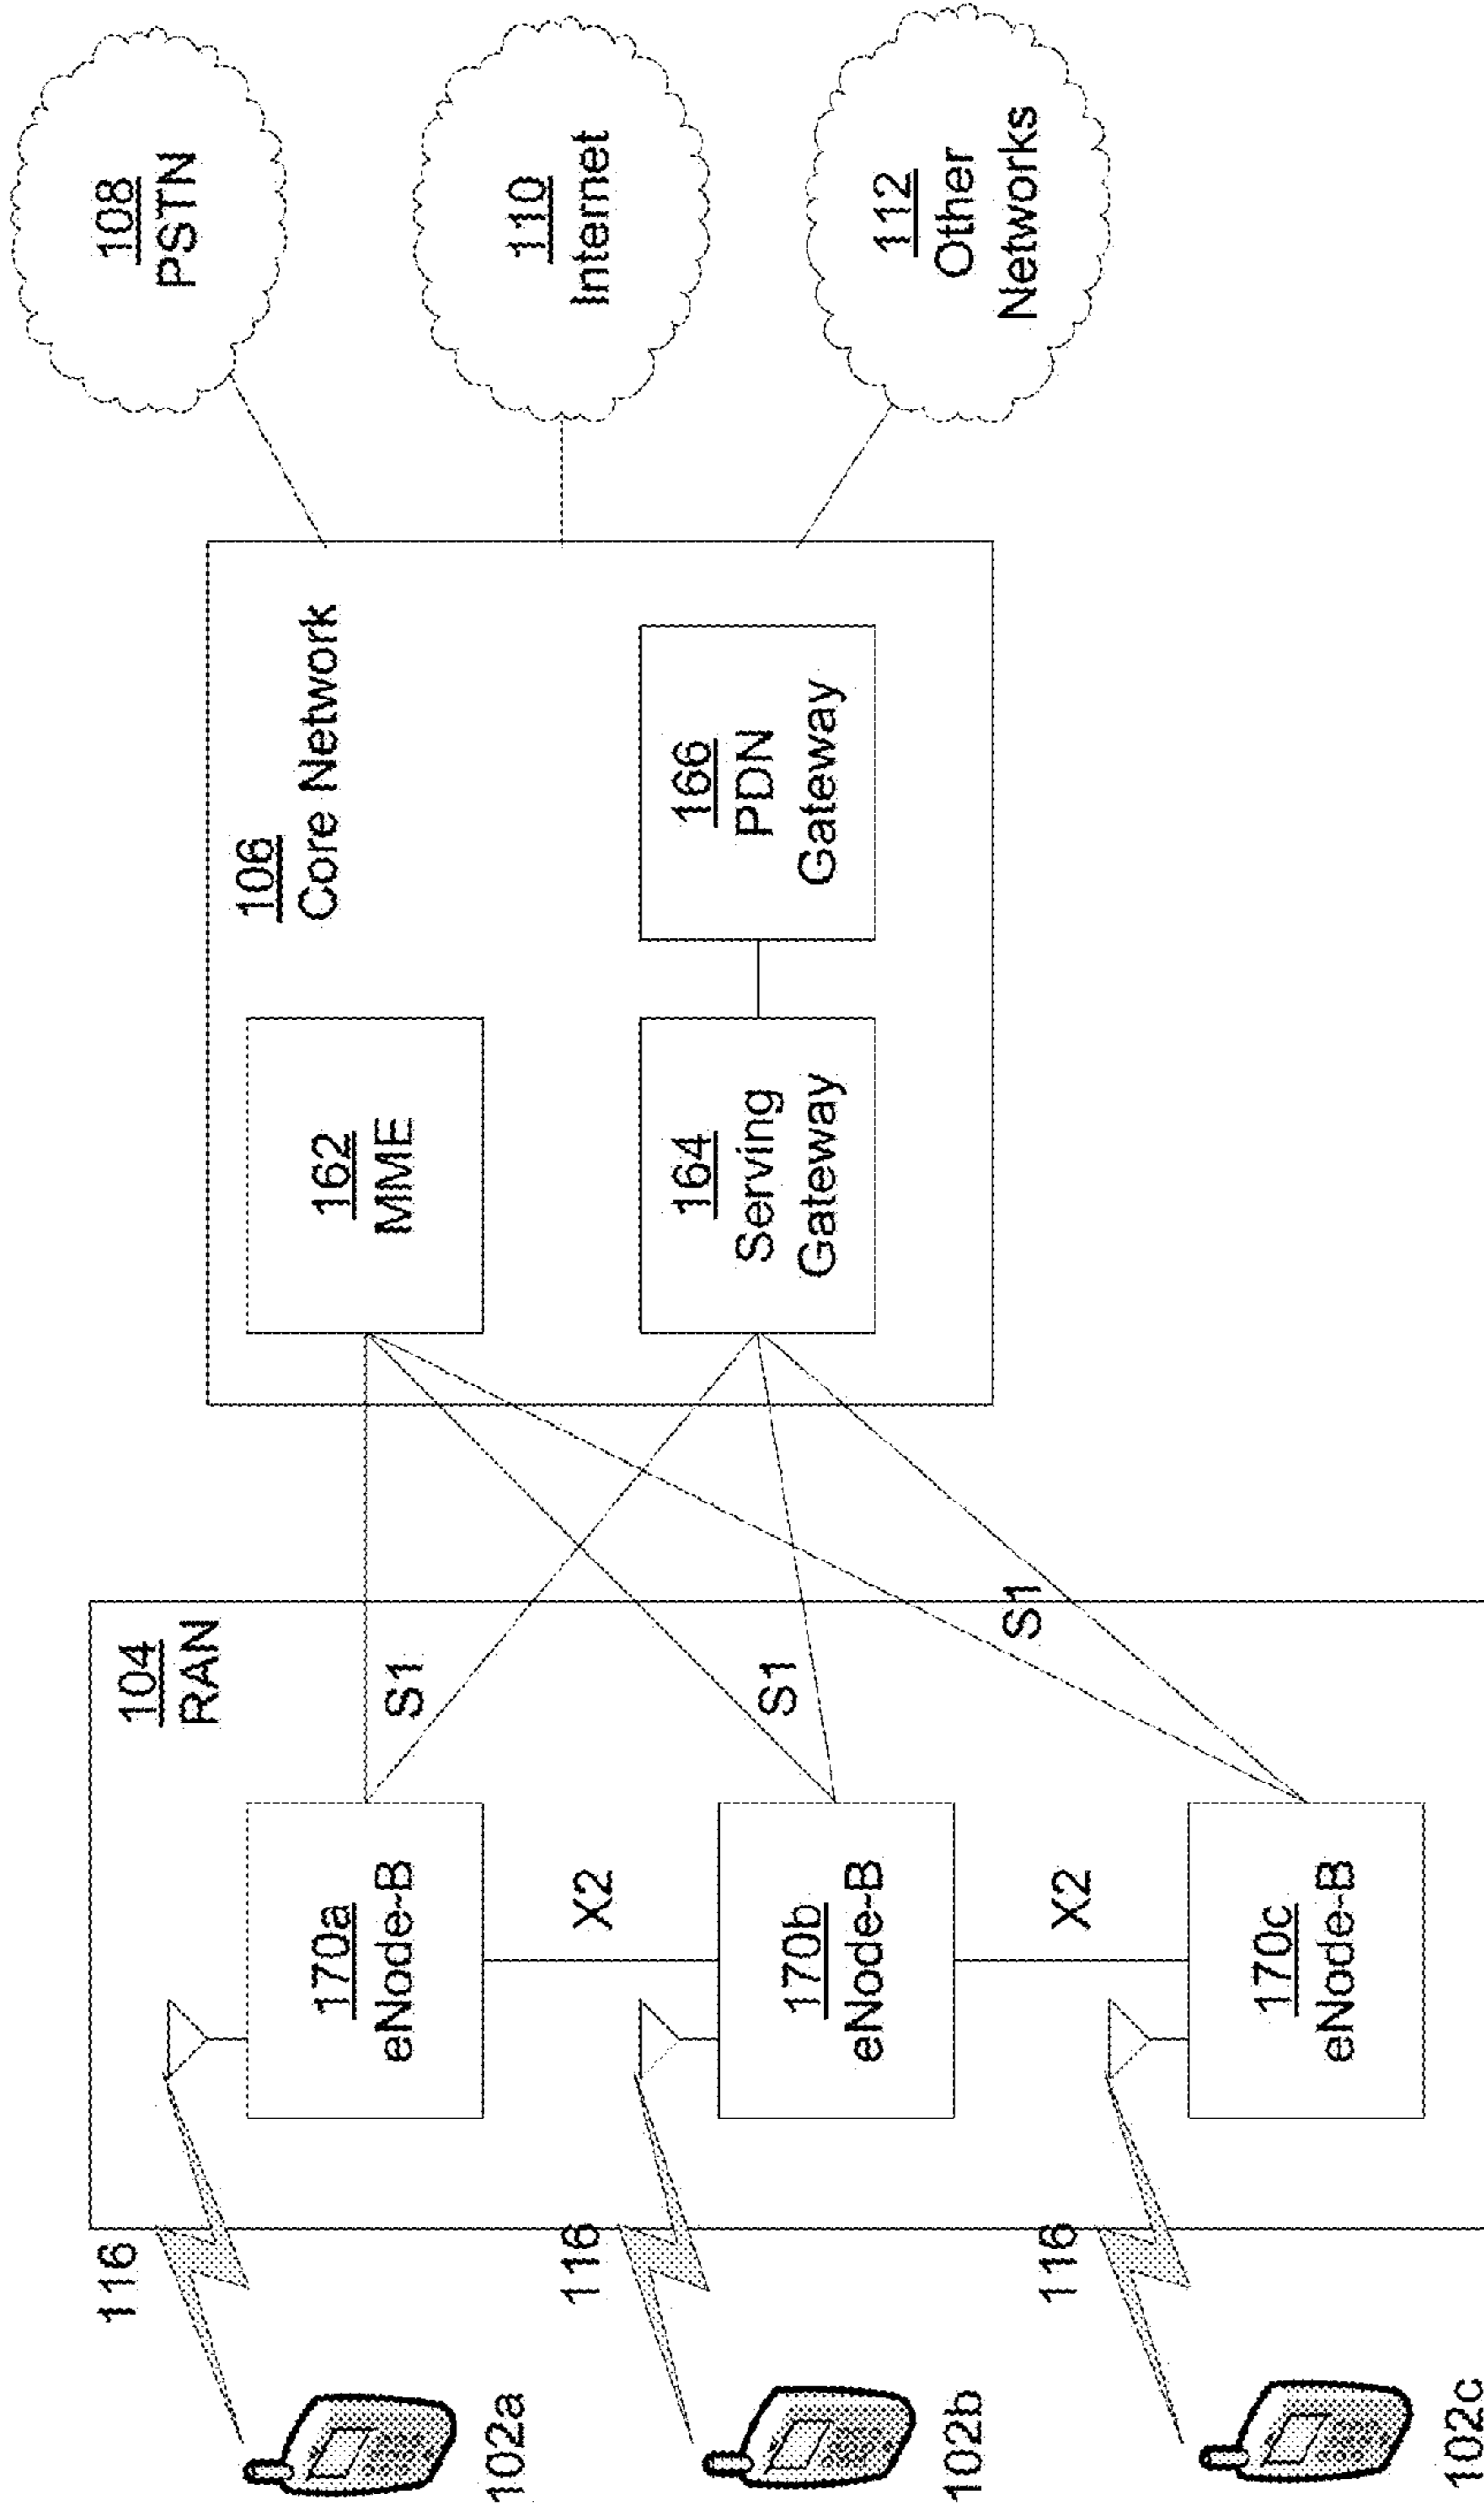 116
102a
116
102b
116
102c
104
RAN
170a
eNode-B
X2
170b
eNode-B
X2
170c
eNode-B
S1
S1
S1
106
Core Network
162
MME
164
Serving
Gateway
166
PDN
Gateway
108
PSTN
110
Internet
112
Other
Networks